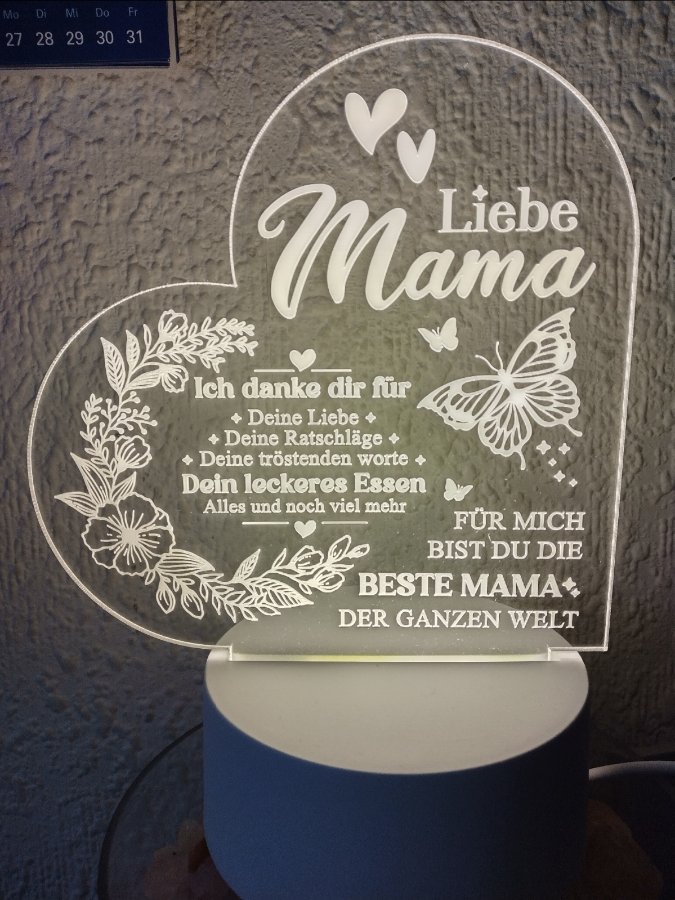 Mo Di Mi Do Fr
27 28 29 30 31
Liebe
Mama
Ich danke dir für
Deine Liebe
Deine Ratschläge
Deine tröstenden worte
Dein leckeres Essen
Alles und noch viel mehr
FÜR MICH
BIST DU DIE
BESTE MAMA
DER GANZEN WELT